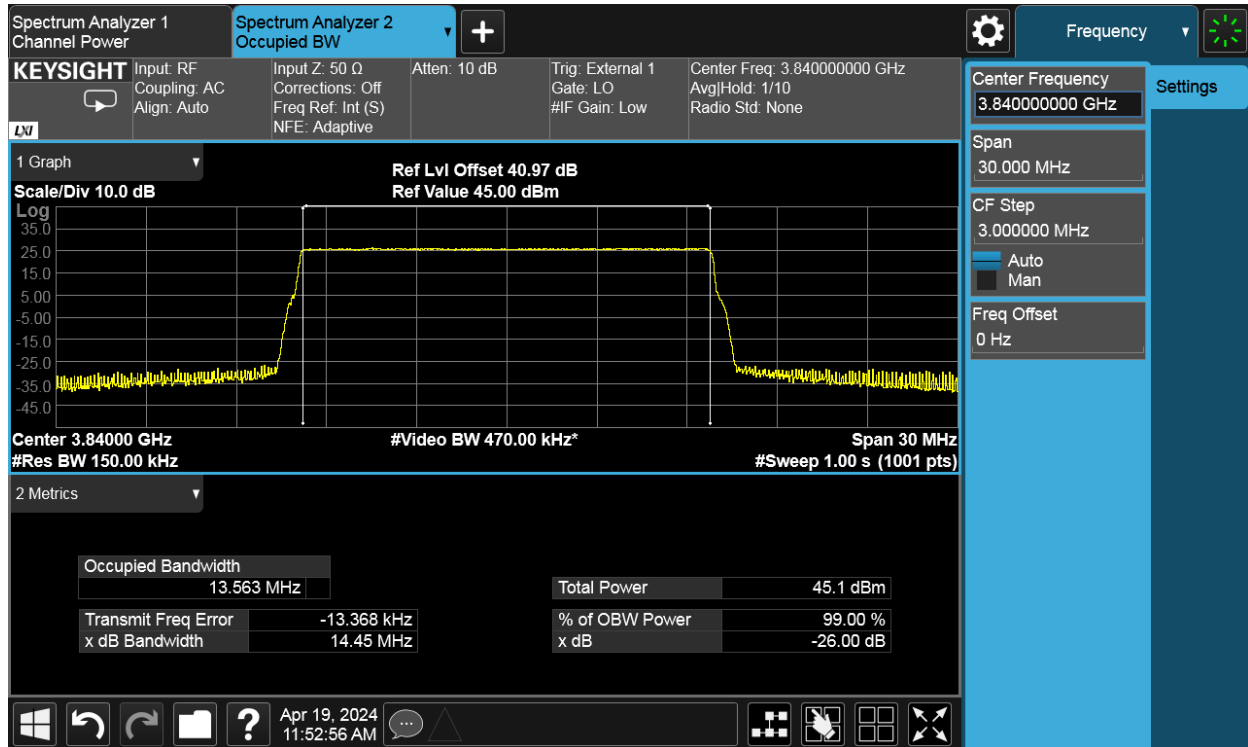 Spectrum Analyzer 1
Channel Power
Spectrum Analyzer 2
Occupied BW
Frequency
KEYSIGHT
LXI
Input: RF
Coupling: AC
Align: Auto
Input Z: 50 Ω
Corrections: Off
Freq Ref: Int (S)
NFE: Adaptive
Atten: 10 dB
Trig: External 1
Gate: LO
#IF Gain: Low
Center Freq: 3.840000000 GHz
Avg|Hold: 1/10
Radio Std: None
Center Frequency
3.840000000 GHz
Settings
Span
30.000 MHz
CF Step
3.000000 MHz
Auto
Man
Freq Offset
0 Hz
1 Graph
Scale/Div 10.0 dB
Ref Lvl Offset 40.97 dB
Ref Value 45.00 dBm
Log
35.0
25.0
15.0
5.00
-5.00
-15.0
-25.0
-35.0
-45.0
Center 3.84000 GHz
#Video BW 470.00 kHz*
Span 30 MHz
#Res BW 150.00 kHz
#Sweep 1.00 s (1001 pts)
2 Metrics
Occupied Bandwidth
13.563 MHz
Total Power 45.1 dBm
Transmit Freq Error -13.368 kHz
% of OBW Power 99.00 %
x dB Bandwidth 14.45 MHz
x dB -26.00 dB
?
Apr 19, 2024
11:52:56 AM